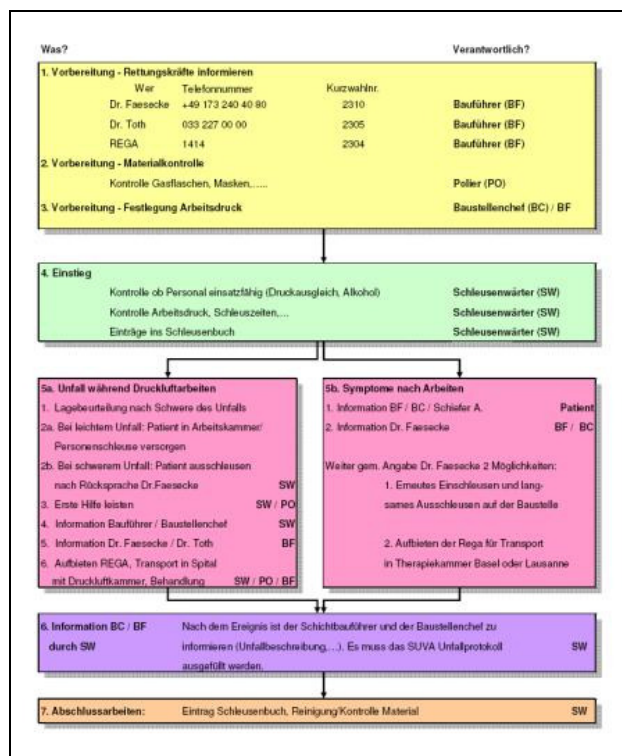 Was? Verantwortlich?
1. Vorbereitung - Rettungskräfte informieren
Wer Telefonnummer Kurzwahlnr.
Dr. Faesecke +49 173 240 40 80 2310 Bauführer (BF)
Dr. Toth 033 227 00 00 2305 Bauführer (BF)
REGA 1414 2304 Bauführer (BF)
2. Vorbereitung - Materialkontrolle
Kontrolle Gasflaschen, Masken,..... Polier (PO)
3. Vorbereitung - Festlegung Arbeitsdruck Baustellenchef (BC) / BF
4. Einstieg
Kontrolle ob Personal einsatzfähig (Druckausgleich, Alkohol) Schleusenwärter (SW)
Kontrolle Arbeitsdruck, Schleuszeiten,... Schleusenwärter (SW)
Einträge ins Schleusenbuch Schleusenwärter (SW)
5a. Unfall während Druckluftarbeiten
1. Lagebeurteilung nach Schwere des Unfalls
2a. Bei leichtem Unfall: Patient in Arbeitskammer/
Personenschleuse versorgen
2b. Bei schwerem Unfall: Patient ausschleusen
nach Rücksprache Dr.Faesecke SW
3. Erste Hilfe leisten SW / PO
4. Information Bauführer / Baustellenchef SW
5. Information Dr. Faesecke / Dr. Toth BF
6. Aufbieten REGA, Transport in Spital
mit Druckluftkammer, Behandlung SW / PO / BF
5b. Symptome nach Arbeiten
1. Information BF / BC / Schiefer A. Patient
2. Information Dr. Faesecke BF / BC
Weiter gem. Angabe Dr. Faesecke 2 Möglichkeiten:
1. Erneutes Einschleusen und lang-
sames Ausschleusen auf der Baustelle
2. Aufbieten der Rega für Transport
in Therapiekammer Basel oder Lausanne
6. Information BC / BF Nach dem Ereignis ist der Schichtbauführer und der Baustellenchef zu
durch SW informieren (Unfallbeschreibung,...). Es muss das SUVA Unfallprotokoll SW
ausgefüllt werden.
7. Abschlussarbeiten: Eintrag Schleusenbuch, Reinigung/Kontrolle Material SW